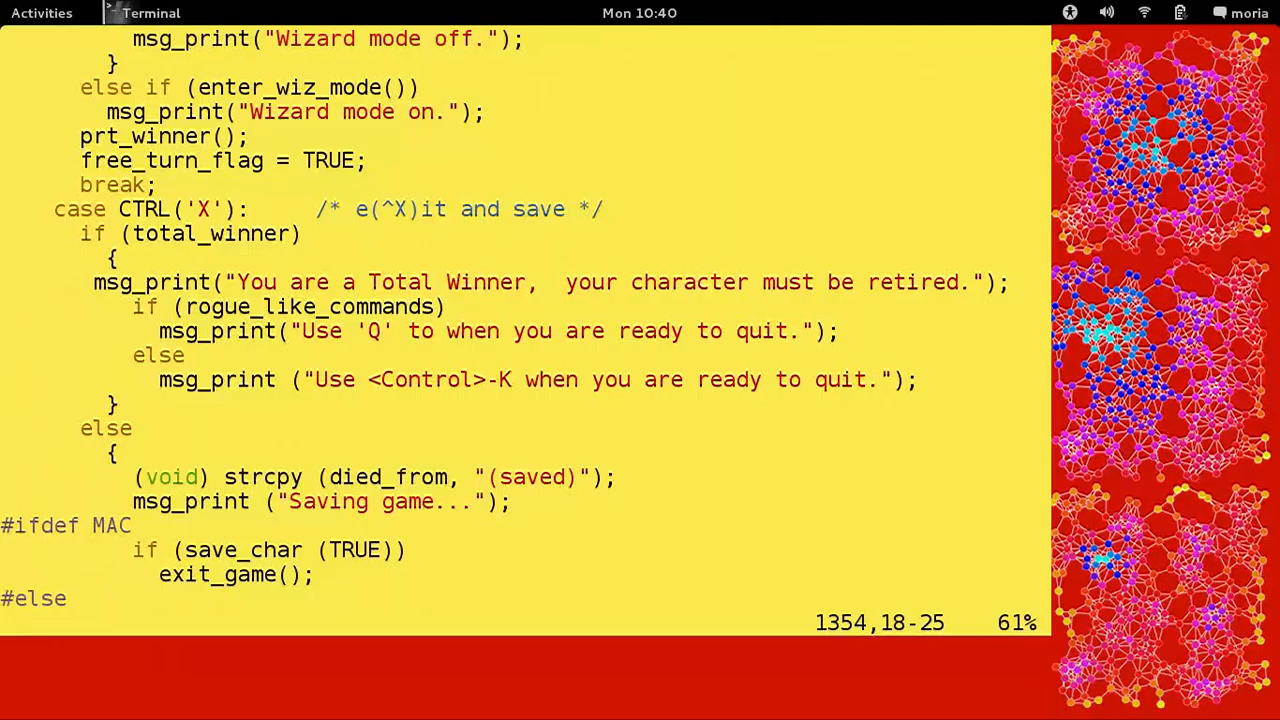 Activities Terminal Mon 10:40 moria
msg_print("Wizard mode off.");
}
else if (enter_wiz_mode())
msg_print("Wizard mode on.");
prt_winner();
free_turn_flag = TRUE;
break;
case CTRL('X'): /* e(^X)it and save */
if (total_winner)
{
msg_print("You are a Total Winner,  your character must be retired.");
if (rogue_like_commands)
msg_print("Use 'Q' to when you are ready to quit.");
else
msg_print ("Use <Control>-K when you are ready to quit.");
}
else
{
(void) strcpy (died_from, "(saved)");
msg_print ("Saving game...");
#ifdef MAC
if (save_char (TRUE))
exit_game();
#else
1354,18-25 61%